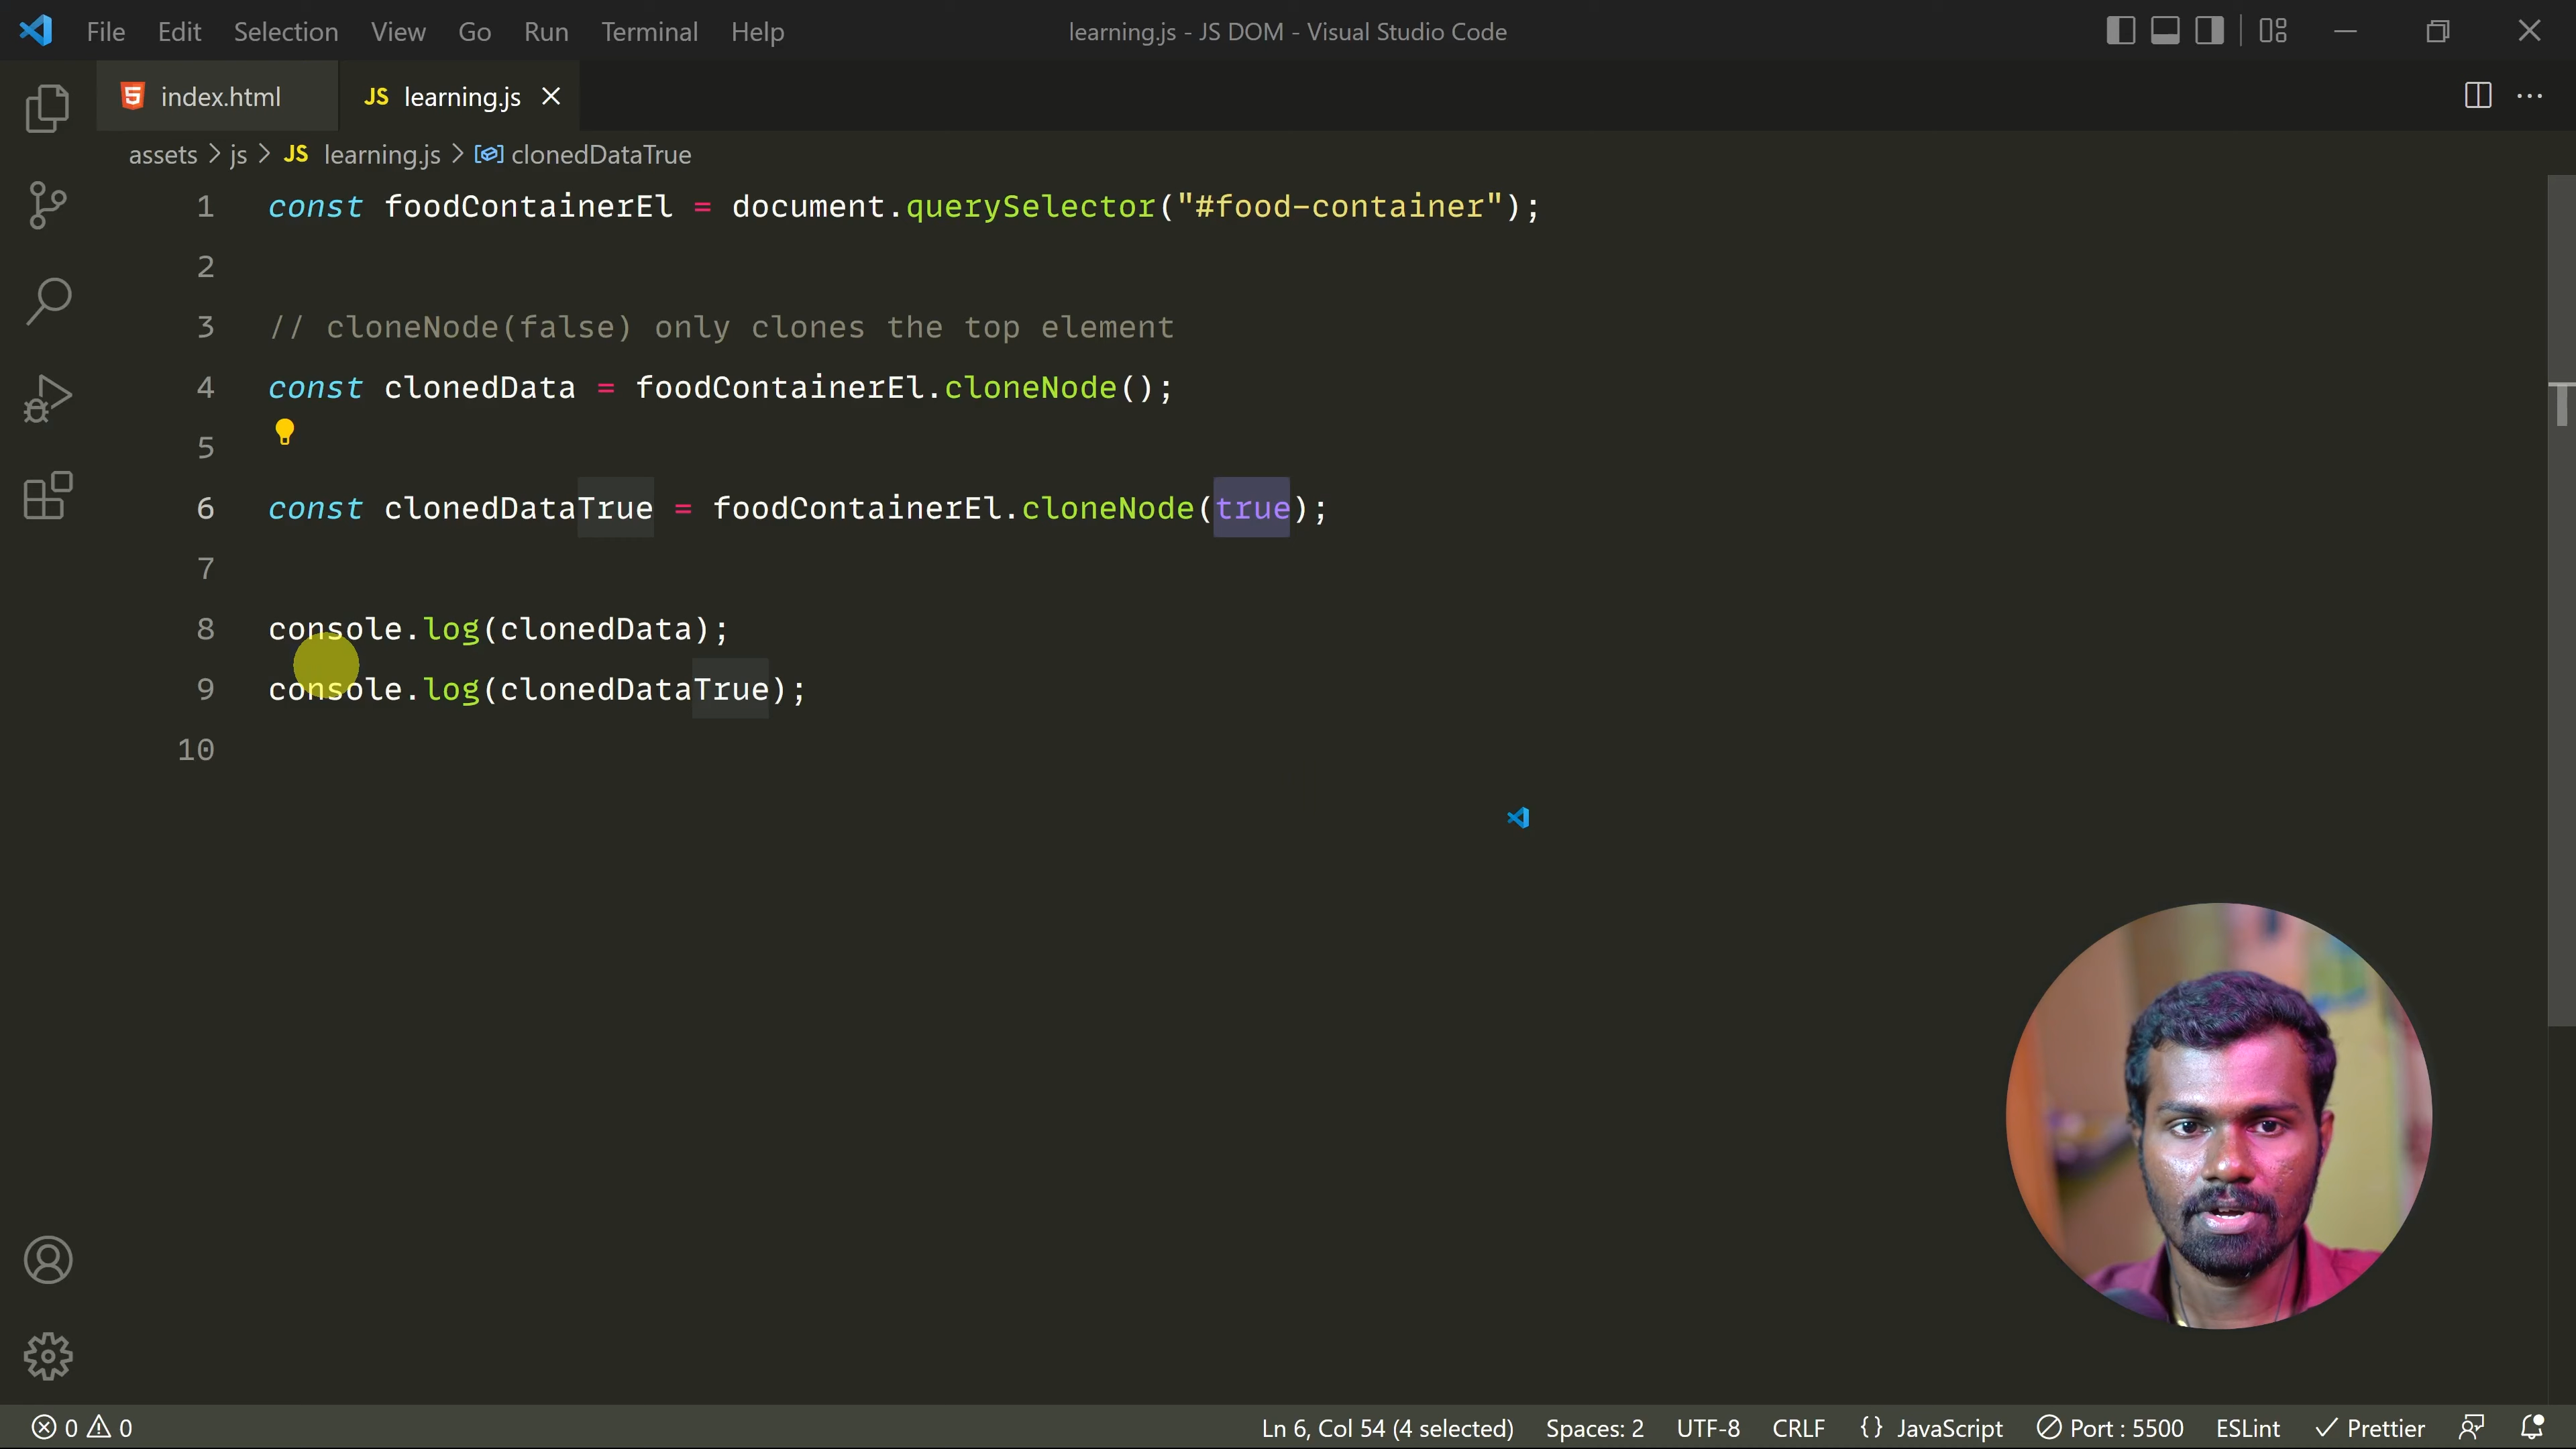 File Edit Selection View Go Run Terminal Help learning.js - JS DOM - Visual Studio Code
index.html JS learning.js
assets > js > JS learning.js > clonedDataTrue
1 const foodContainerEl = document.querySelector("#food-container");
2
3 // cloneNode(false) only clones the top element
4 const clonedData = foodContainerEl.cloneNode();
5
6 const clonedDataTrue = foodContainerEl.cloneNode(true);
7
8 console.log(clonedData);
9 console.log(clonedDataTrue);
10
0 0 Ln 6, Col 54 (4 selected) Spaces: 2 UTF-8 CRLF {} JavaScript Port : 5500 ESLint Prettier